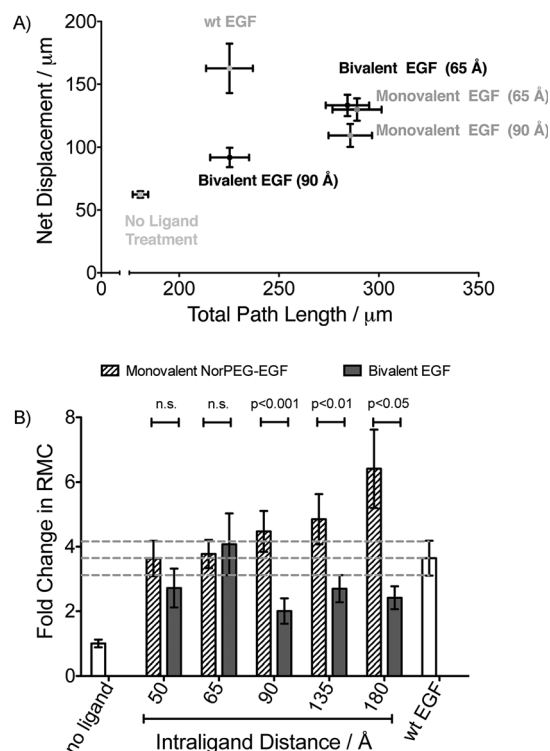 A)
200
150
100
50
0
Net Displacement / μm
wt EGF
Bivalent EGF (65 Å)
Monovalent EGF (65 Å)
Monovalent EGF (90 Å)
Bivalent EGF (90 Å)
No Ligand
Treatment
0 200 250 300 350
Total Path Length / μm
Monovalent NorPEG-EGF Bivalent EGF
B)
n.s. n.s. p<0.001 p<0.01 p<0.05
8
6
4
2
0
Fold Change in RMC
no ligand 50 65 90 135 180 wt EGF
Intraligand Distance / Å